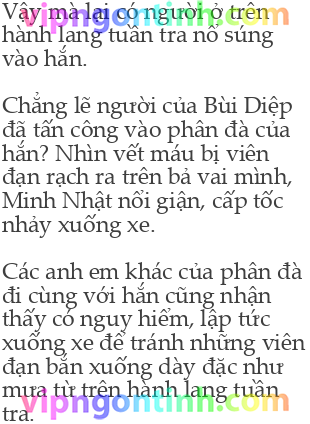 Vậy mà lại có người ở trên
vipngontinh.com
hành lang tuần tra nổ súng
vào hắn.
Chẳng lẽ người của Bùi Diệp
đã tấn công vào phân đà của
hắn? Nhìn vết máu bị viên
đạn rạch ra trên bả vai mình,
Minh Nhật nổi giận, cấp tốc
nhảy xuống xe.
Các anh em khác của phân đà
đi cùng với hắn cũng nhận
thấy có nguy hiểm, lập tức
xuống xe để tránh những viên
đạn bắn xuống dày đặc như
mưa từ trên hành lang tuần
vipngontinh.com
tra.